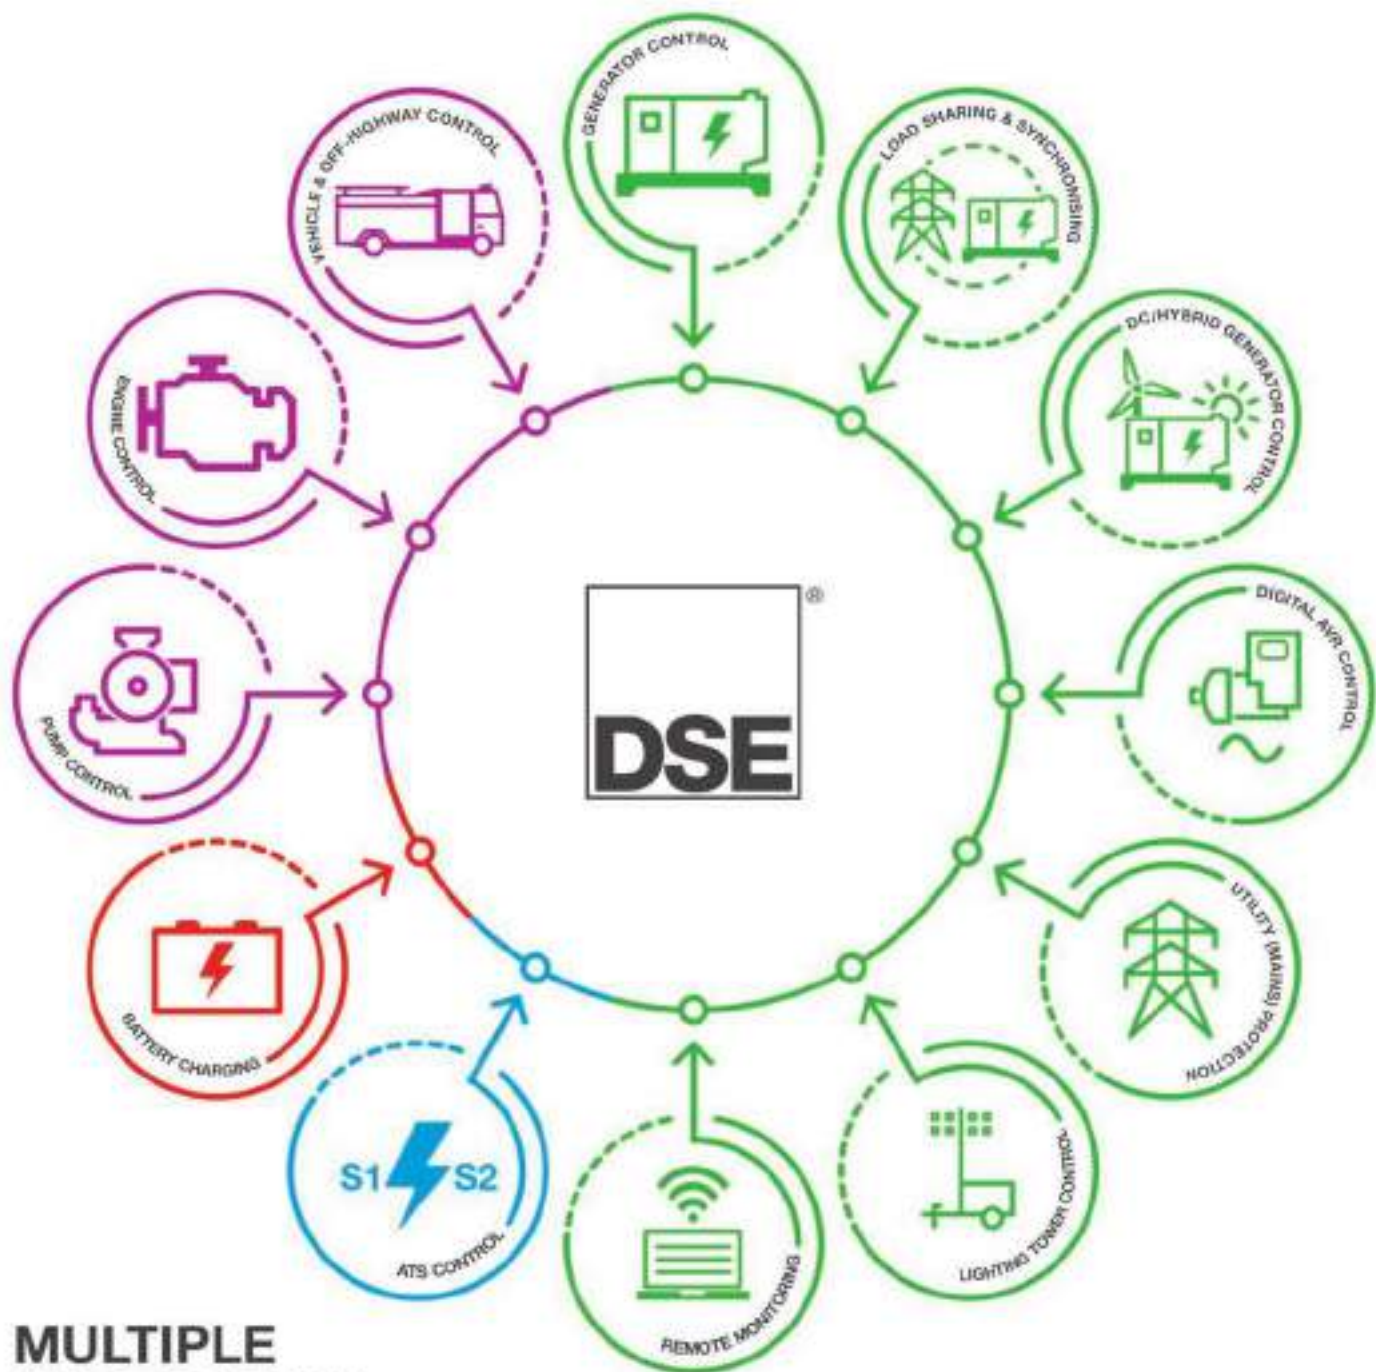 GENERATOR CONTROL
LOAD SHARING & SYNCHROMISING
DC/HYBRID GENERATOR CONTROL
DIGITAL AVR CONTROL
UTILITY (MAINS) PROTECTION
LIGHTING TOWER CONTROL
REMOTE MONITORING
S1 S2
ATS CONTROL
BATTERY CHARGING
PUMP CONTROL
ENGINE CONTROL
VEHICLE & OFF-HIGHWAY CONTROL
DSE®
MULTIPLE